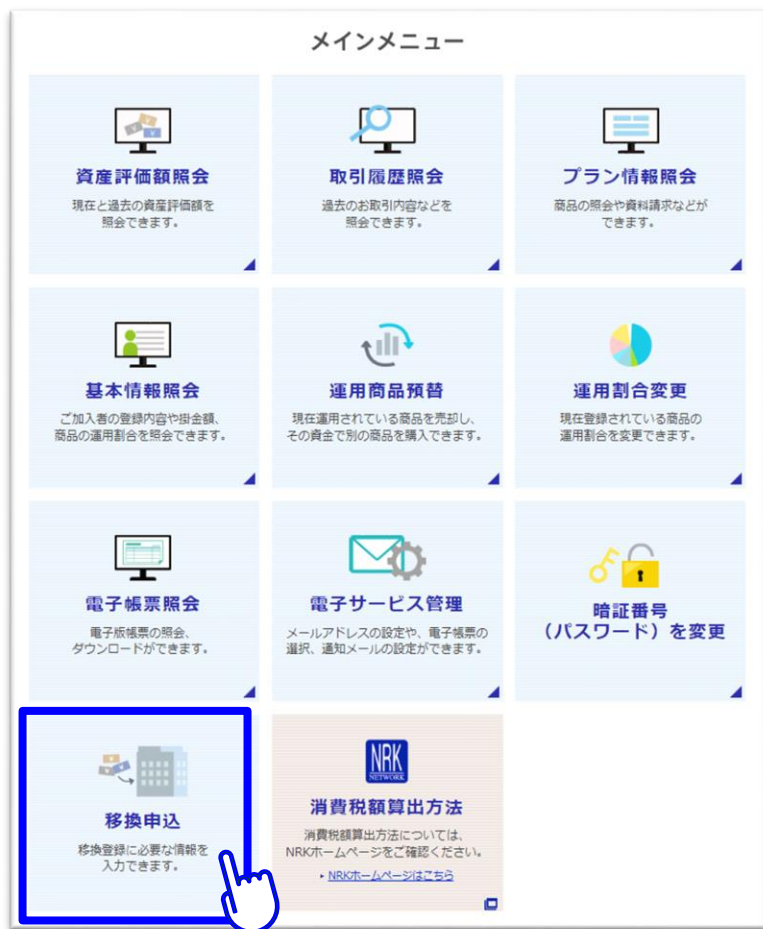 メインメニュー
資産評価額照会
現在と過去の資産評価額を
照会できます。
取引履歴照会
過去のお取引内容などを
照会できます。
プラン情報照会
商品の照会や資料請求などが
できます。
基本情報照会
ご加入者の登録内容や掛金額、
商品の運用割合を照会できます。
運用商品預替
現在運用されている商品を売却し、
その資金で別の商品を購入できます。
運用割合変更
現在登録されている商品の
運用割合を変更できます。
電子帳票照会
電子版帳票の照会、
ダウンロードができます。
電子サービス管理
メールアドレスの設定や、電子帳票の
選択、通知メールの設定ができます。
暗証番号
（パスワード）を変更
移換申込
移換登録に必要な情報を
入力できます。
NRK
NETWORK
消費税額算出方法
消費税額算出方法については、
NRKホームページをご確認ください。
NRKホームページはこちら